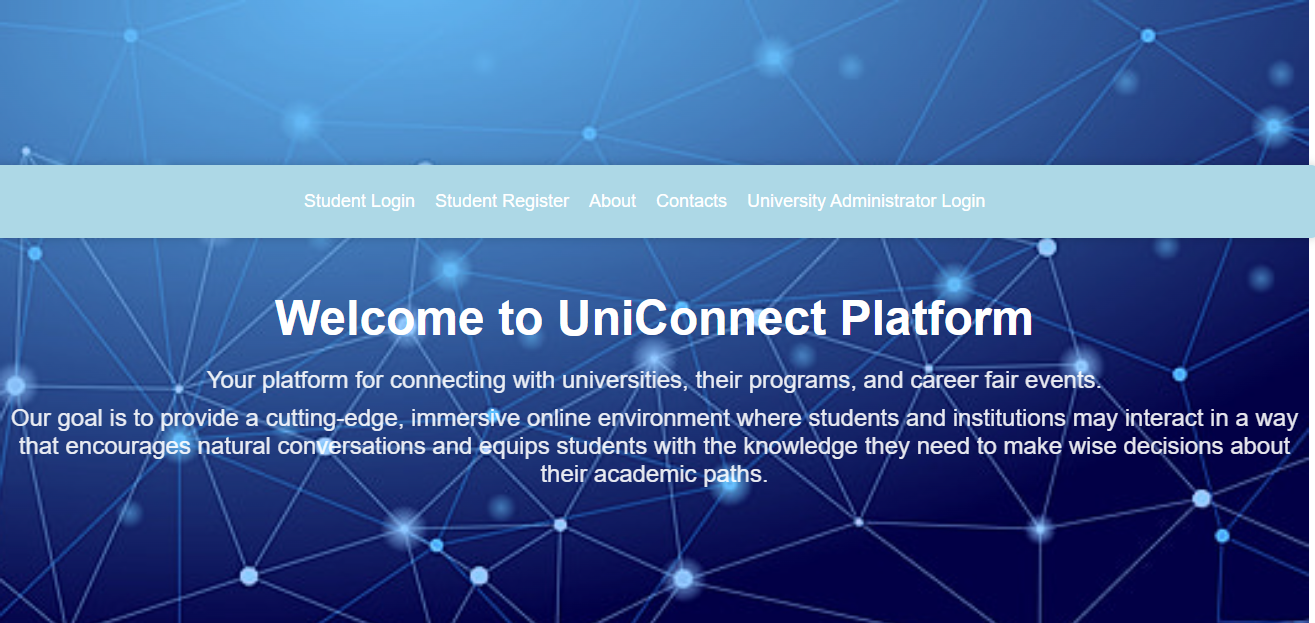 Student Login Student Register About Contacts University Administrator Login
Welcome to UniConnect Platform
Your platform for connecting with universities, their programs, and career fair events.
Our goal is to provide a cutting-edge, immersive online environment where students and institutions may interact in a way
that encourages natural conversations and equips students with the knowledge they need to make wise decisions about
their academic paths.